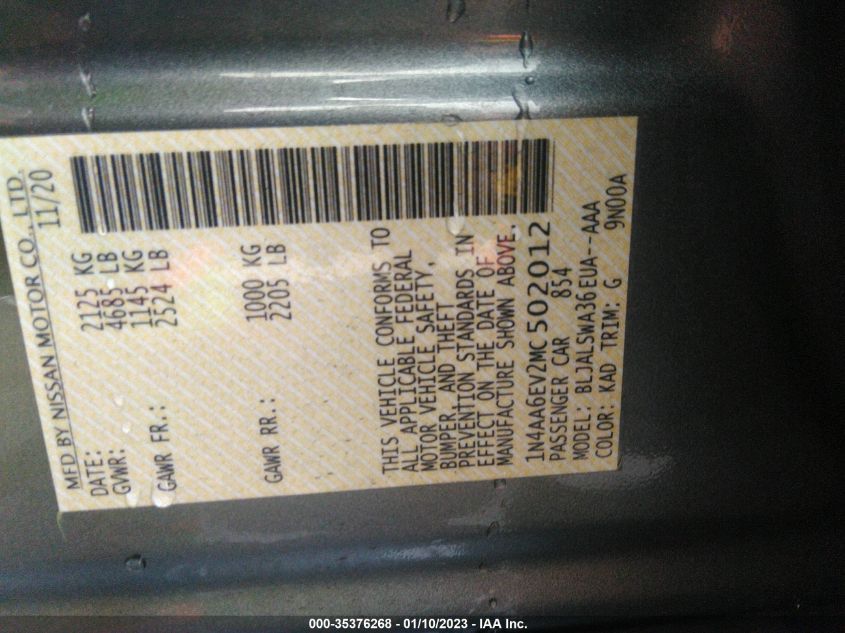 MFD BY NISSAN MOTOR CO., LTD.
DATE: 11/20
GVWR: 2125 KG
4685 LB
GAWR FR.: 1145 KG
2524 LB
GAWR RR.: 1000 KG
2205 LB
THIS VEHICLE CONFORMS TO
ALL APPLICABLE FEDERAL
MOTOR VEHICLE SAFETY,
BUMPER, AND THEFT
PREVENTION STANDARDS IN
EFFECT ON THE DATE OF
MANUFACTURE SHOWN ABOVE.
1N4AA6EV2MC502012
PASSENGER CAR 854
MODEL: BLJALSWA36EUA--AAA
COLOR: KAD TRIM: G 9N00A
000-35376268 - 01/10/2023 - IAA Inc.